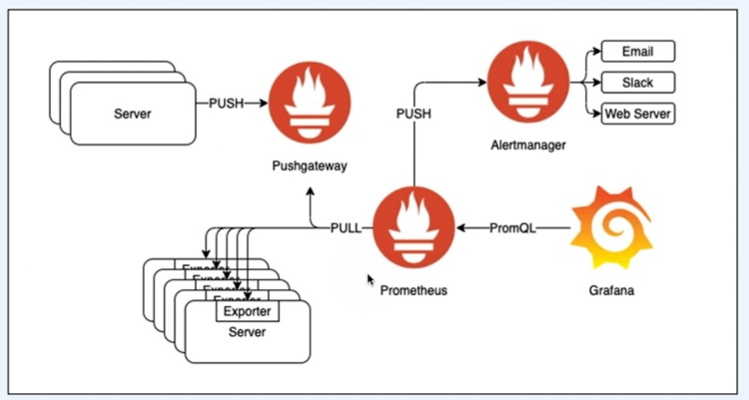 Email
Slack
Server
PUSH
PUSH
Web Server
Alertmanager
Pushgateway
PULL
PromQL
Prometheus
Grafana
Exporter
Exporter
Exporter
Exporter
Exporter
Server